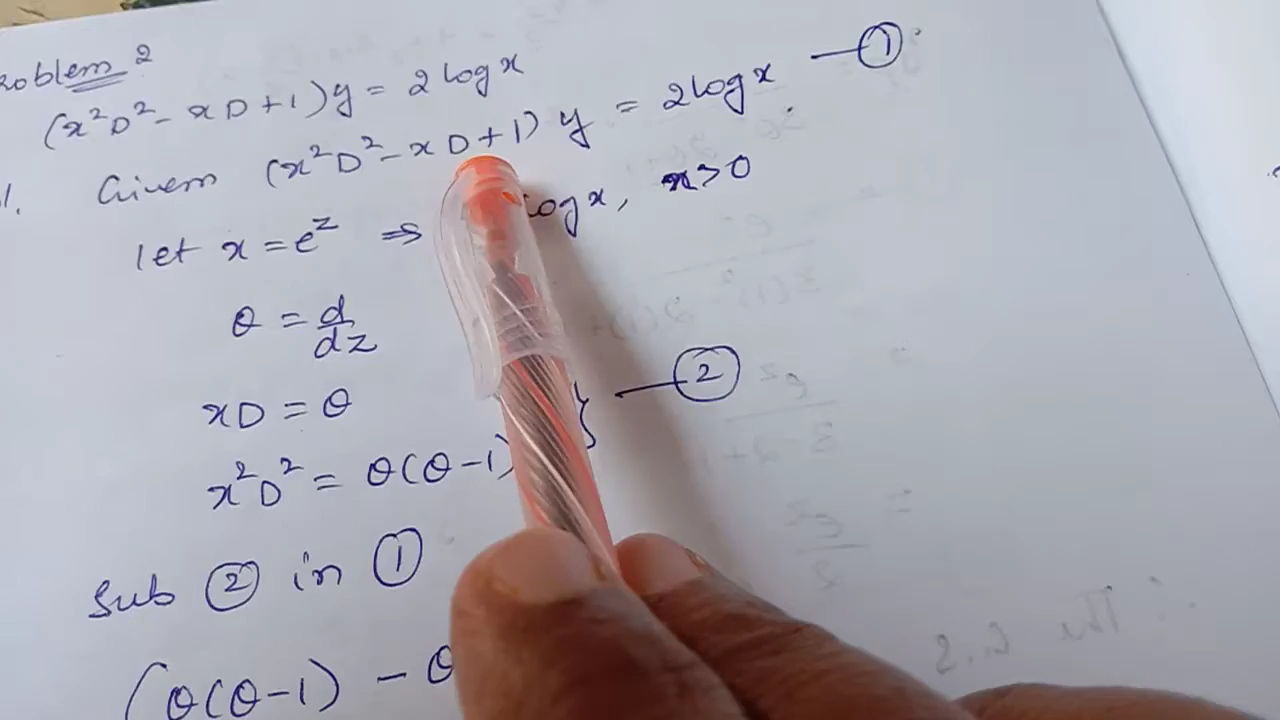 Problem 2
(x²D² - xD + 1)y = 2 log x
Given (x²D² - xD + 1) y = 2 log x — ①
let x = e^z ⇒ log x, x > 0
θ = d/dz
xD = θ
x²D² = θ(θ-1) } — ②
Sub ② in ①
(θ(θ-1) - θ